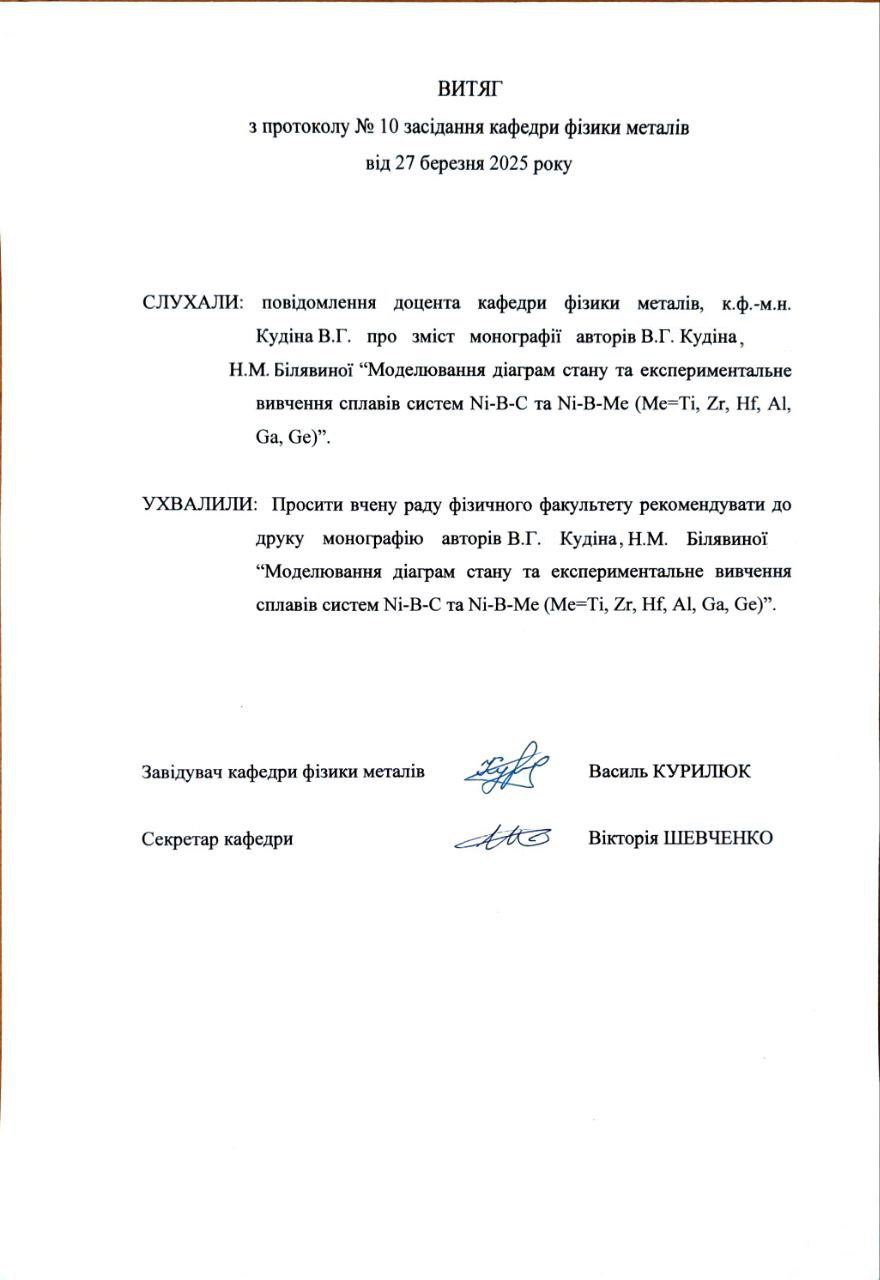 ВИТЯГ
з протоколу № 10 засідання кафедри фізики металів
від 27 березня 2025 року
СЛУХАЛИ: повідомлення доцента кафедри фізики металів, к.ф.-м.н.
Кудіна В.Г. про зміст монографії авторів В.Г. Кудіна,
Н.М. Білявиної “Моделювання діаграм стану та експериментальне
вивчення сплавів систем Ni-B-C та Ni-B-Me (Me=Ti, Zr, Hf, Al,
Ga, Ge)”.
УХВАЛИЛИ: Просити вчену раду фізичного факультету рекомендувати до
друку монографію авторів В.Г. Кудіна, Н.М. Білявиної
“Моделювання діаграм стану та експериментальне вивчення
сплавів систем Ni-B-C та Ni-B-Me (Me=Ti, Zr, Hf, Al, Ga, Ge)”.
Завідувач кафедри фізики металів Василь КУРИЛЮК
Секретар кафедри Вікторія ШЕВЧЕНКО